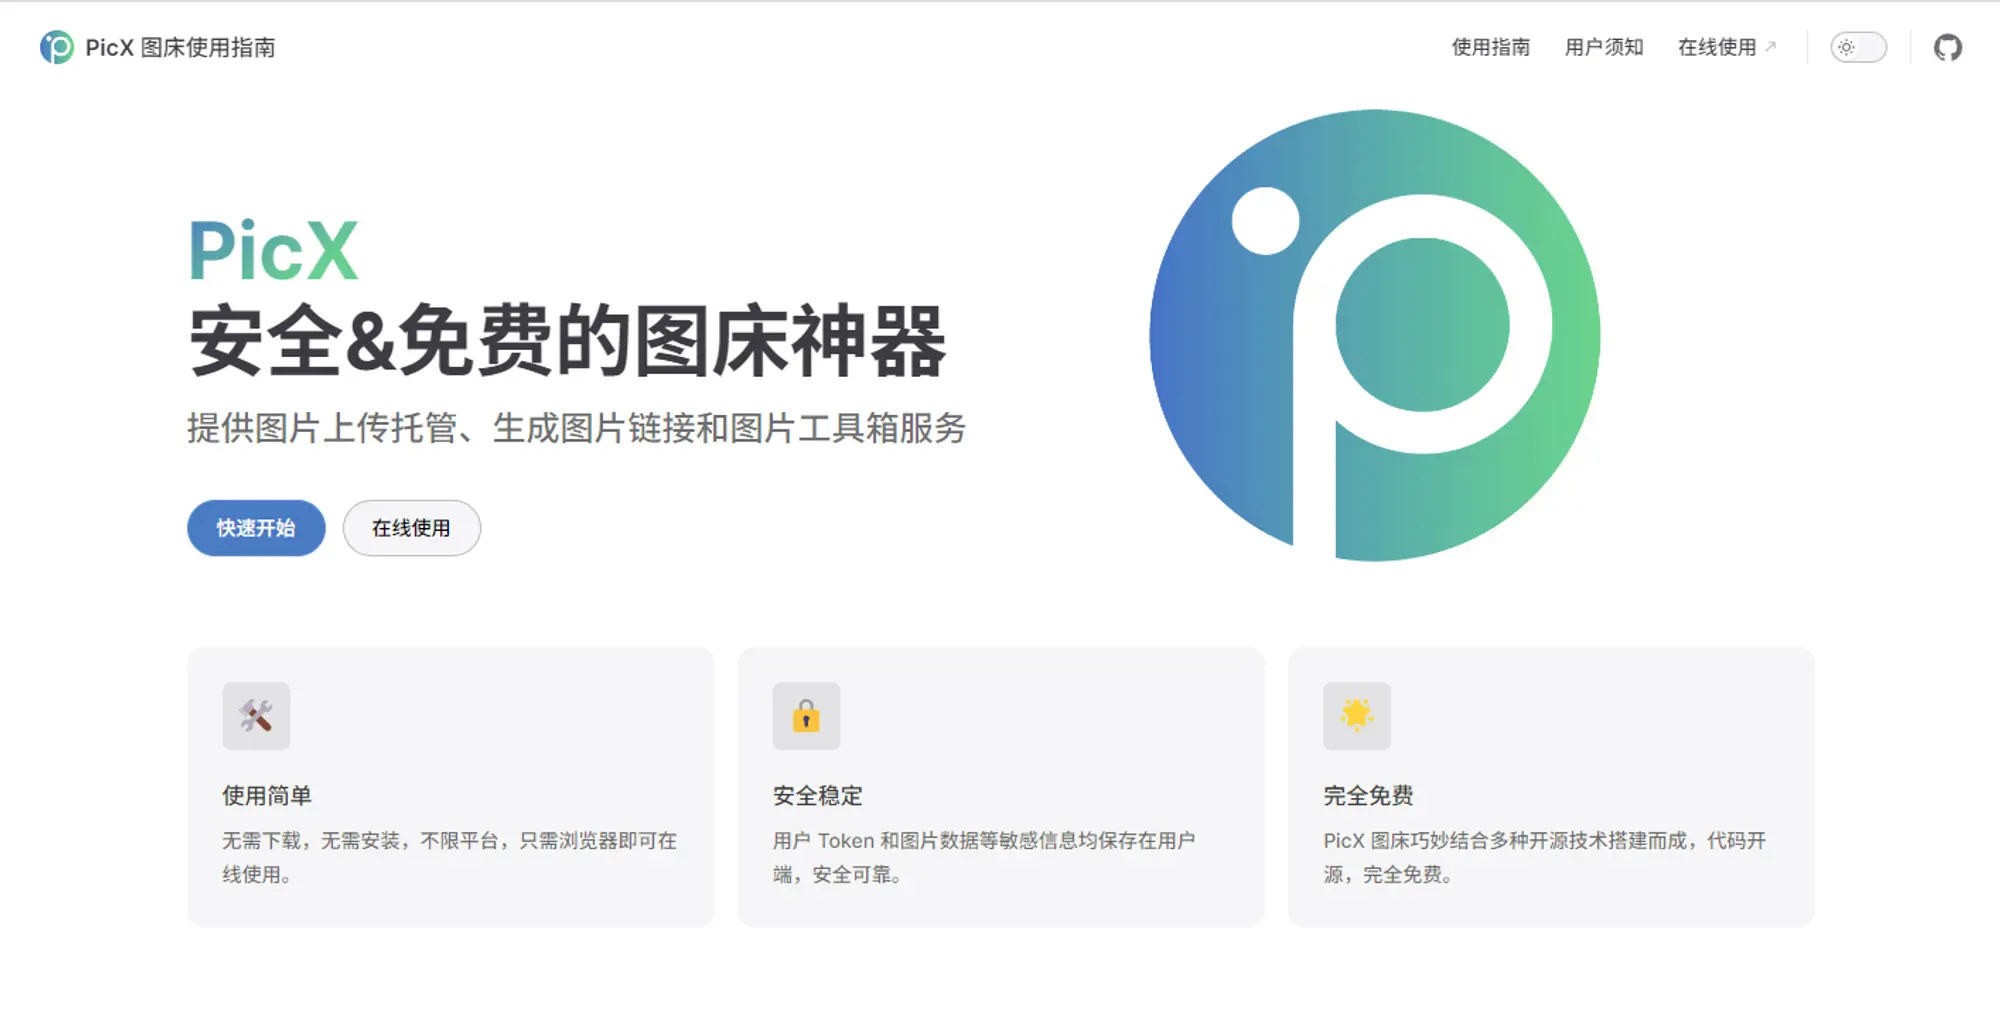 PicX 图床使用指南
使用指南 用户须知 在线使用
PicX
安全&免费的图床神器
提供图片上传托管、生成图片链接和图片工具箱服务
快速开始 在线使用
使用简单
无需下载，无需安装，不限平台，只需浏览器即可在
线使用。
安全稳定
用户 Token 和图片数据等敏感信息均保存在用户
端，安全可靠。
完全免费
PicX 图床巧妙结合多种开源技术搭建而成，代码开
源，完全免费。